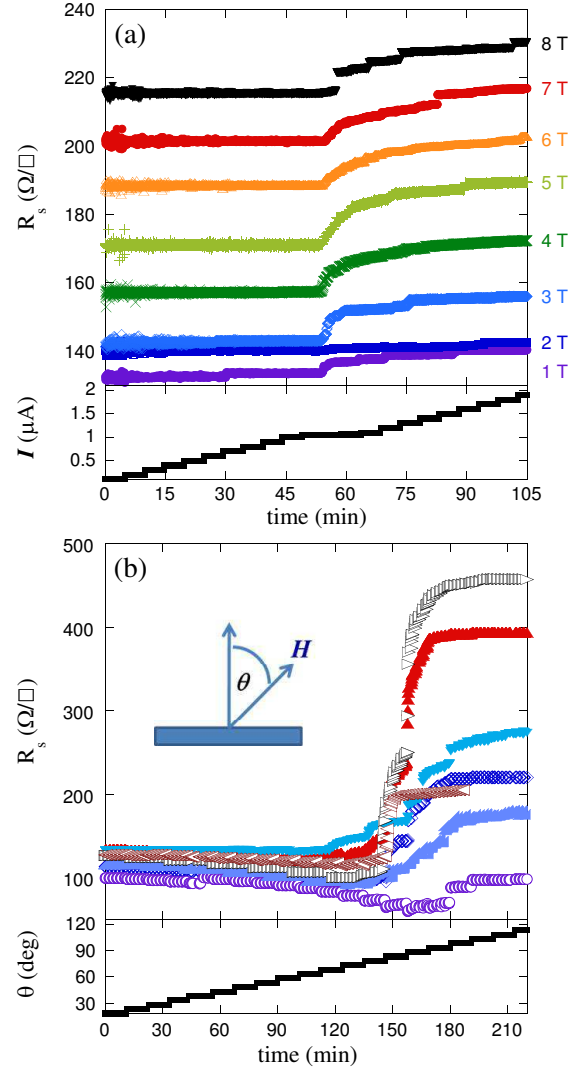 (a)
240
220
200
180
160
140
R_s (Ω/□)
8 T
7 T
6 T
5 T
4 T
3 T
2 T
1 T
2
1.5
1
0.5
I (μA)
0 15 30 45 60 75 90 105
time (min)
(b)
500
400
300
200
100
R_s (Ω/□)
H
θ
120
90
60
30
θ (deg)
0 30 60 90 120 150 180 210
time (min)